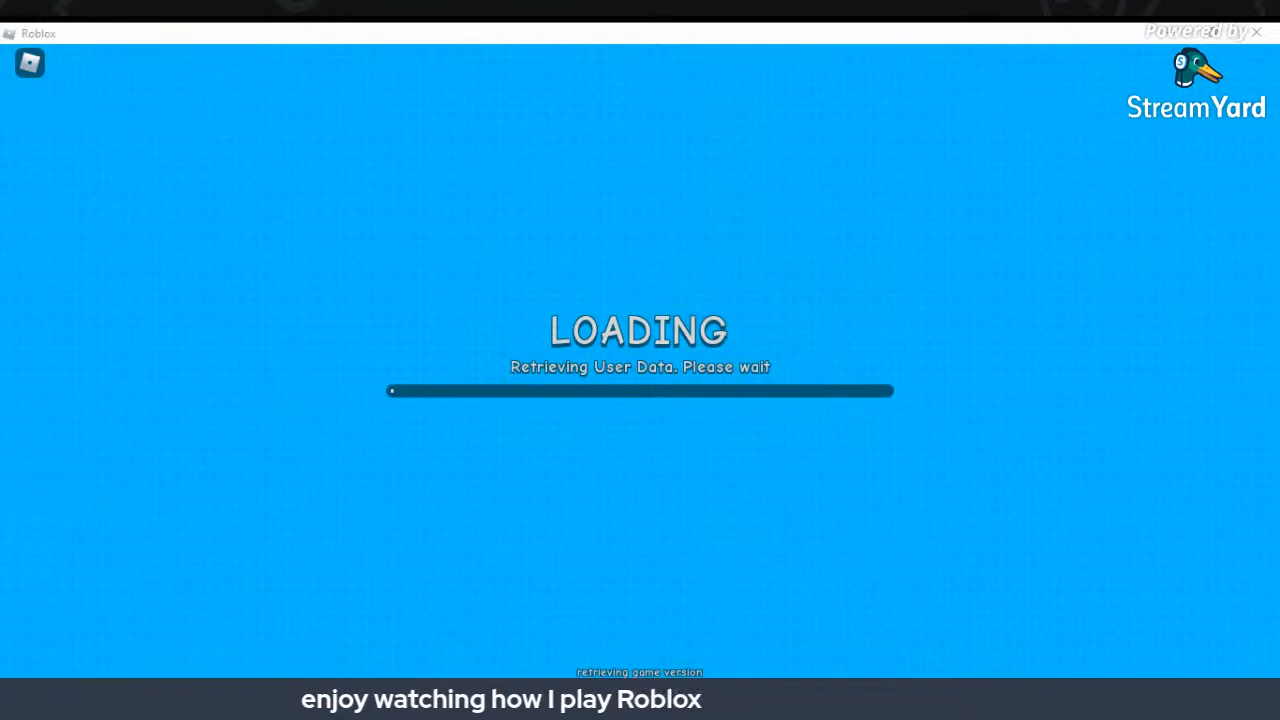 Roblox
Powered by
StreamYard
LOADING
Retrieving User Data. Please wait
retrieving game version
enjoy watching how I play Roblox